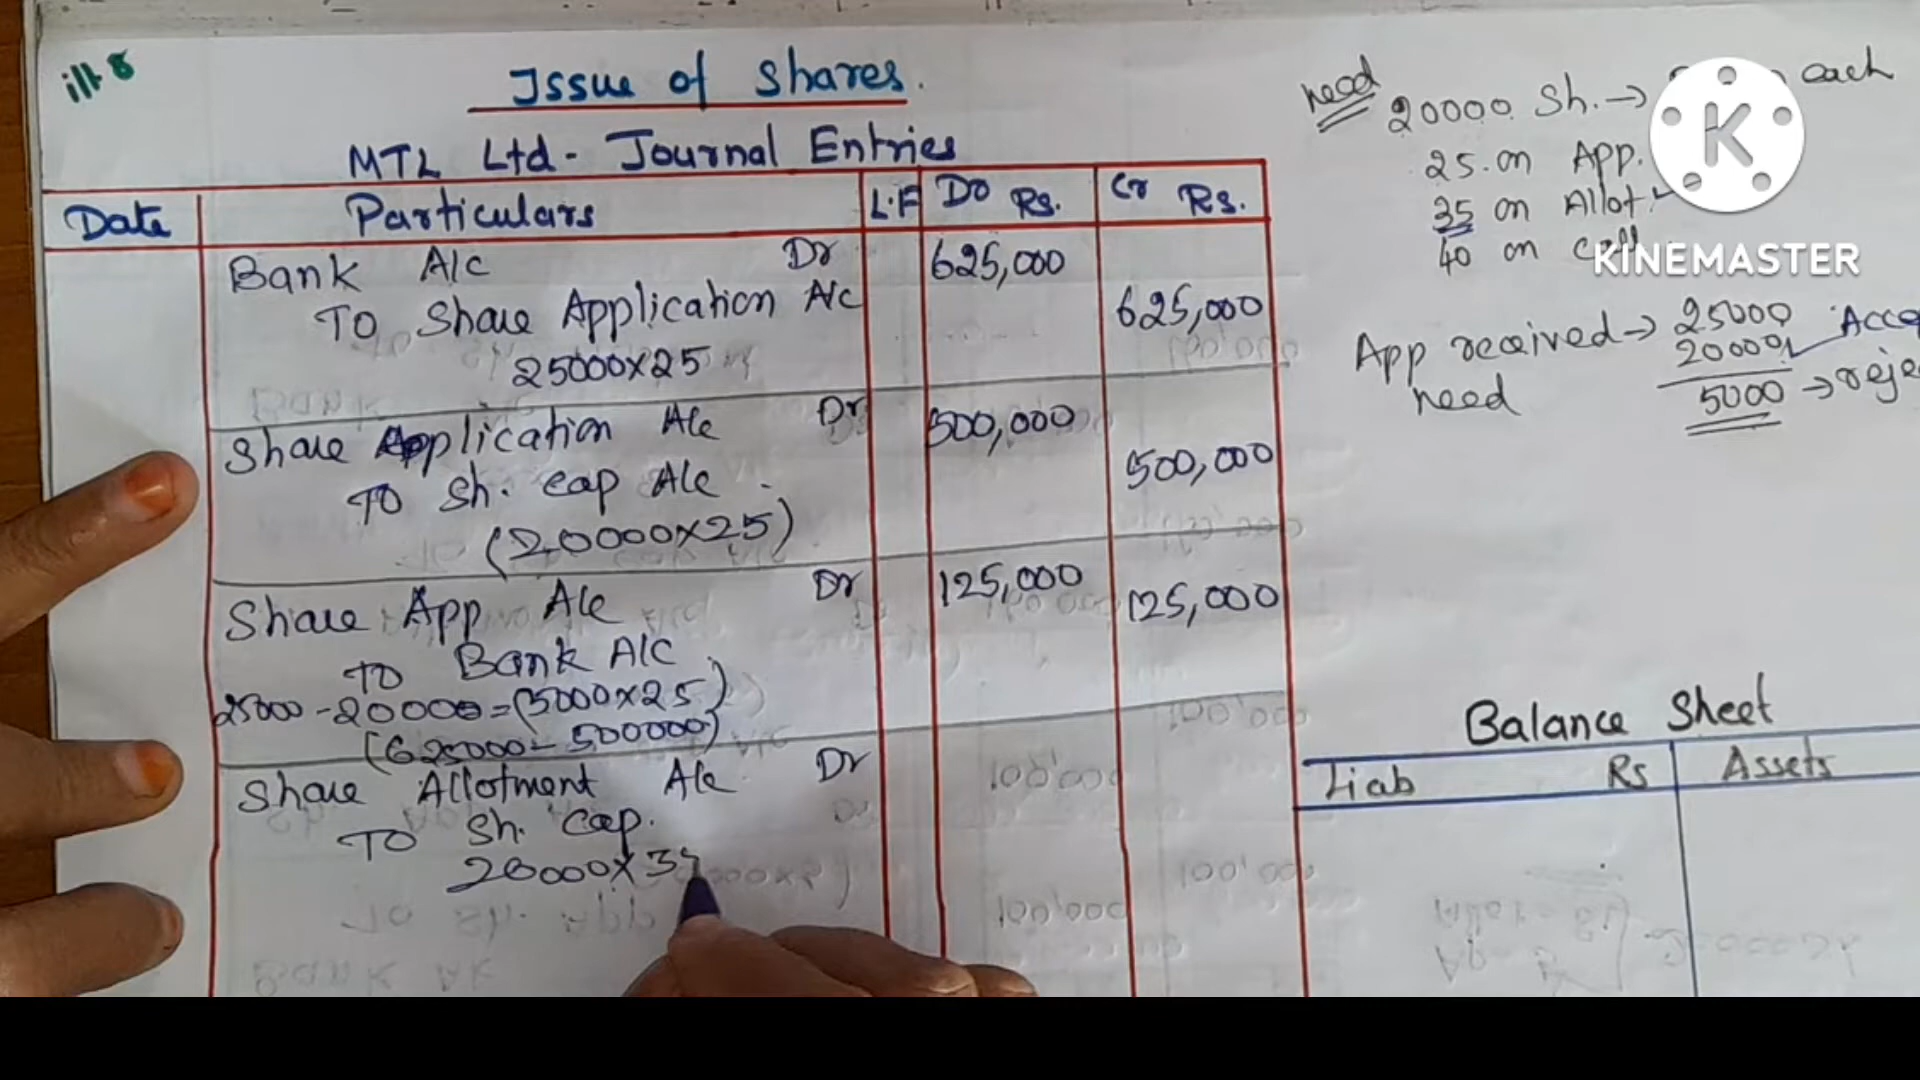 ill 8
Issue of Shares.
MTL Ltd- Journal Entries
Date Particulars L.F Dr Rs. Cr Rs.
Bank A/c Dr 625,000
TO Share Application A/c 625,000
25000x25
Share Application A/c Dr 500,000
TO Sh. cap A/c 500,000
(20000x25)
Share App A/c Dr 125,000 125,000
TO Bank A/C
25000-20000=(5000x25)
(625000-500000)
Share Allotment A/c Dr
TO Sh. Cap.
20000x35
need
20000 Sh.→ each
25 on App.
35 on Allot.
40 on Call
K
KINEMASTER
App received→ 25000
need 20000 Acce
5000 → reje
Balance Sheet
Liab Rs Assets